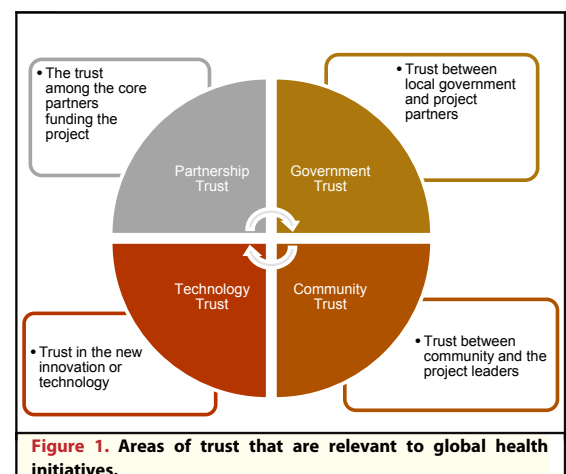 • The trust
among the core
partners
funding the
project
• Trust between
local government
and project
partners
Partnership
Trust
Government
Trust
Technology
Trust
Community
Trust
• Trust in the new
innovation or
technology
• Trust between
community and the
project leaders
Figure 1. Areas of trust that are relevant to global health
initiatives.